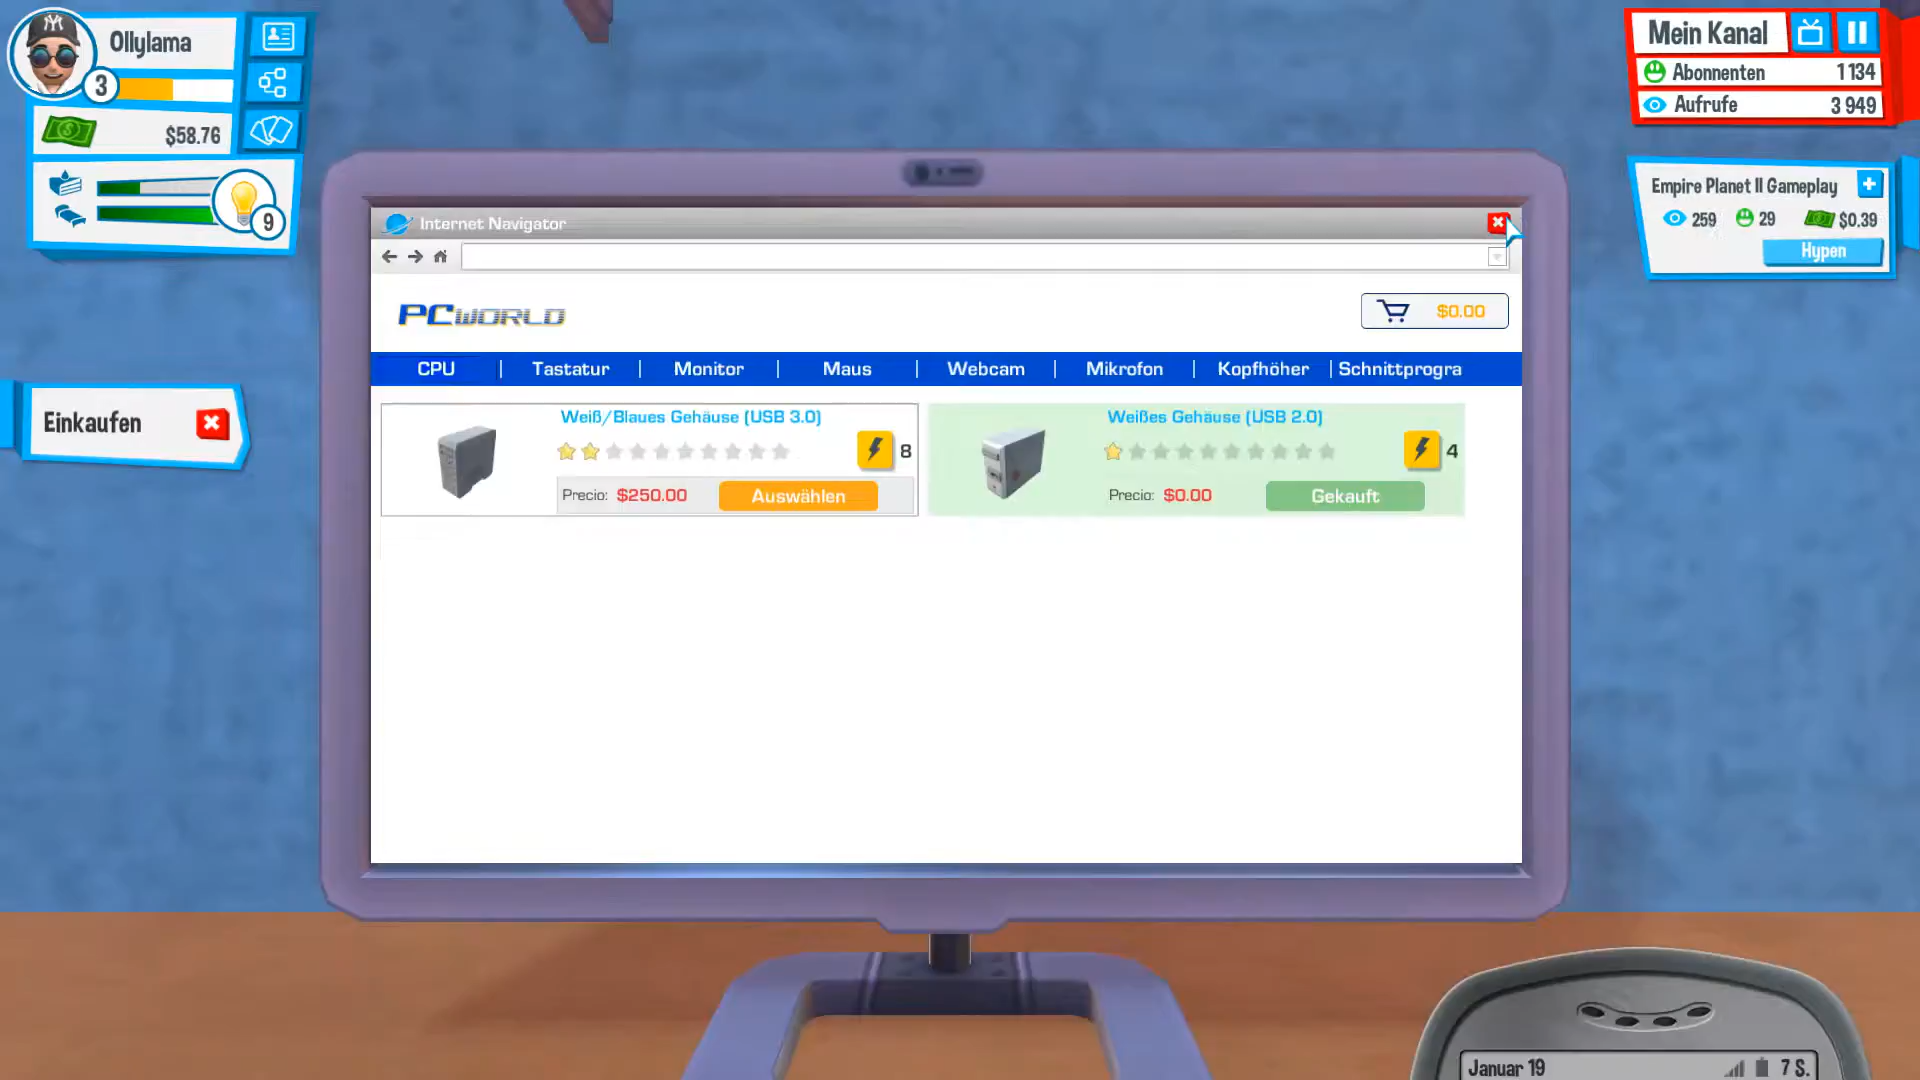 Ollylama
3
$58.76
9
Mein Kanal
Abonnenten 1 134
Aufrufe 3 949
Empire Planet II Gameplay
259 29 $0.39
Hypen
Einkaufen
Internet Navigator
PCWORLD
$0.00
CPU | Tastatur | Monitor | Maus | Webcam | Mikrofon | Kopfhöher | Schnittprogra
Weiß/Blaues Gehäuse (USB 3.0)
8
Precio: $250.00 Auswählen
Weißes Gehäuse (USB 2.0)
4
Precio: $0.00 Gekauft
Januar 19 7 S.